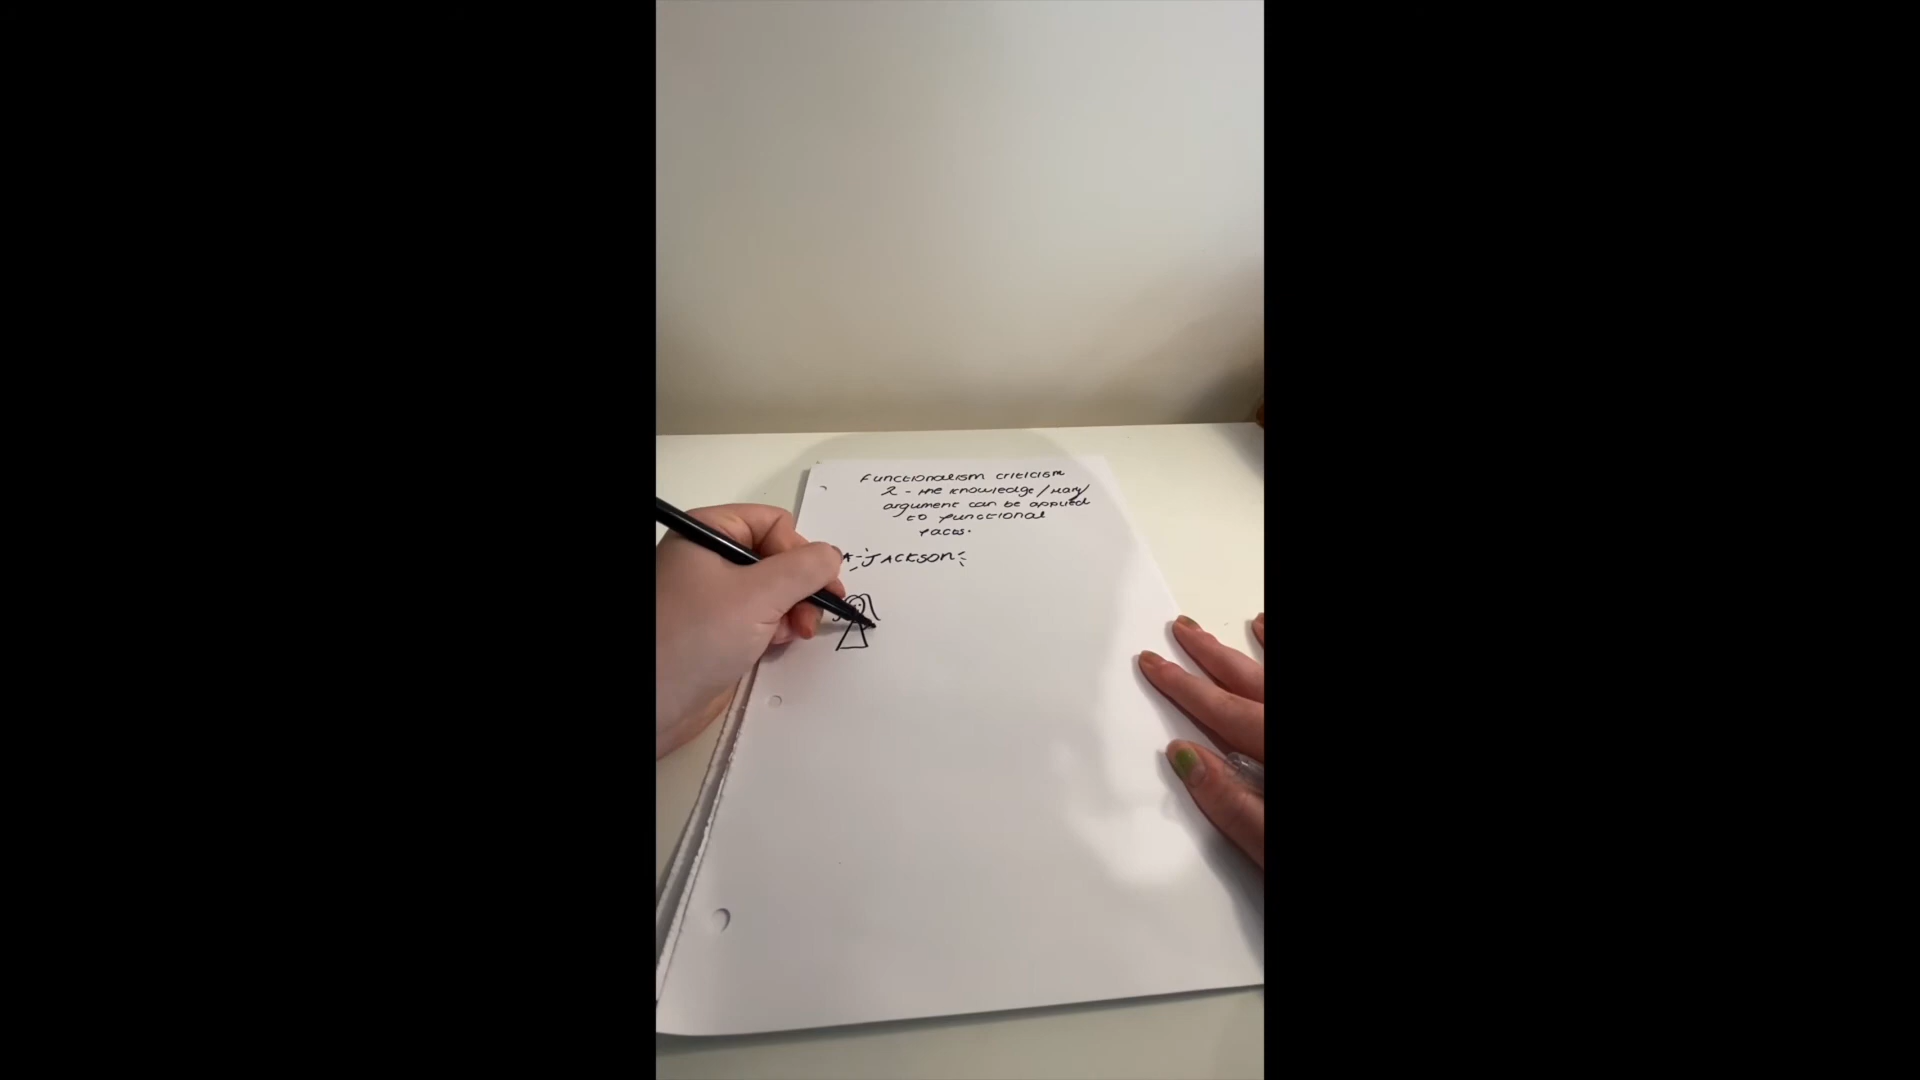 Functionalism criticism
2 - the knowledge/Mary/
argument can be applied
to functional
facts.
A - JACKSON